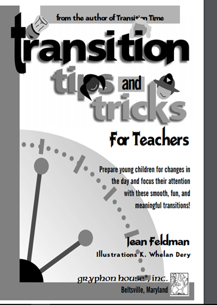 from the author of Transition Time
transition
tips and
tricks
For Teachers
Prepare young children for changes in
the day and focus their attention
with these smooth, fun, and
meaningful transitions!
Jean Feldman
Illustrations K. Whelan Dery
gryphon house, inc.
Beltsville, Maryland